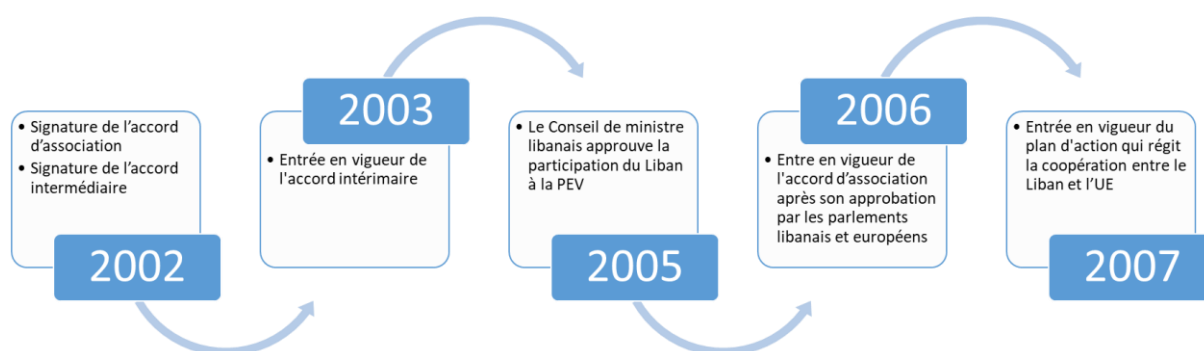 • Signature de l'accord
d'association
• Signature de l'accord
intermédiaire
2002
2003
• Entrée en vigueur de
l'accord intérimaire
• Le Conseil de ministre
libanais approuve la
participation du Liban
à la PEV
2005
2006
• Entre en vigueur de
l'accord d'association
après son approbation
par les parlements
libanais et européens
• Entrée en vigueur du
plan d'action qui régit
la coopération entre le
Liban et l'UE
2007